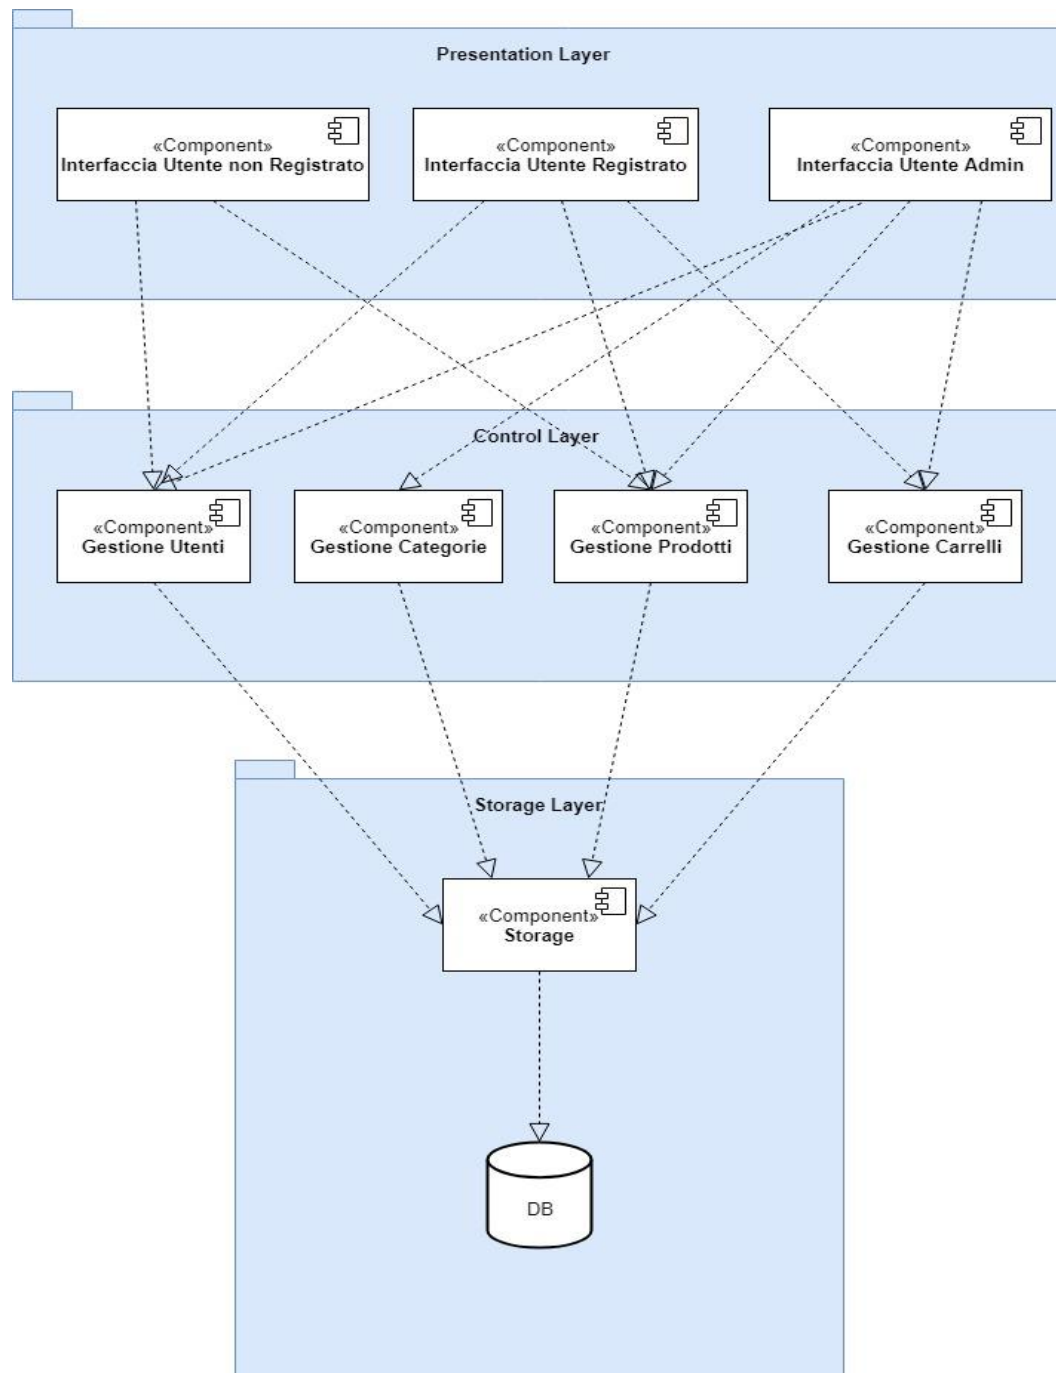 Presentation Layer
«Component»
Interfaccia Utente non Registrato
«Component»
Interfaccia Utente Registrato
«Component»
Interfaccia Utente Admin
Control Layer
«Component»
Gestione Utenti
«Component»
Gestione Categorie
«Component»
Gestione Prodotti
«Component»
Gestione Carrelli
Storage Layer
«Component»
Storage
DB